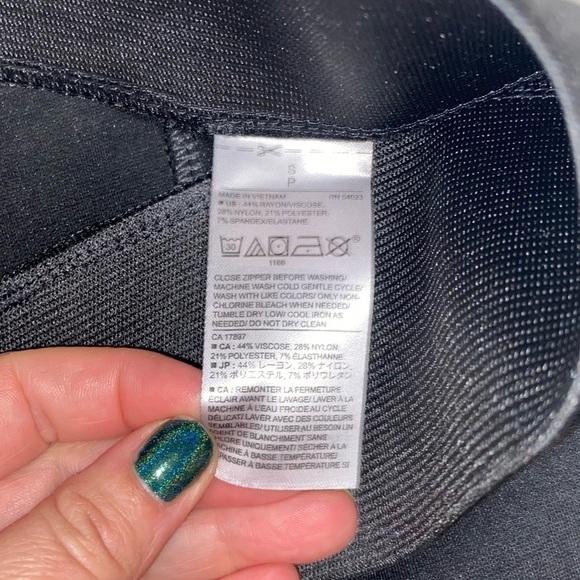 S
P
MADE IN VIETNAM RN 54023
US : 44% RAYON/VISCOSE,
28% NYLON, 21% POLYESTER,
7% SPANDEX/ELASTANE
30
1166
CLOSE ZIPPER BEFORE WASHING/
MACHINE WASH COLD GENTLE CYCLE/
WASH WITH LIKE COLORS/ ONLY NON-
CHLORINE BLEACH WHEN NEEDED/
TUMBLE DRY LOW/ COOL IRON AS
NEEDED/ DO NOT DRY CLEAN
CA 17897
CA : 44% VISCOSE, 28% NYLON,
21% POLYESTER, 7% ÉLASTHANNE
JP : 44% レーヨン, 28% ナイロン,
21% ポリエステル, 7% ポリウレタン
CA : REMONTER LA FERMETURE
ÉCLAIR AVANT LE LAVAGE/ LAVER À LA
MACHINE À L'EAU FROIDE AU CYCLE
DÉLICAT/ LAVER AVEC DES COULEURS
SEMBLABLES/ UTILISER AU BESOIN UN
AGENT DE BLANCHIMENT SANS
CHLORE UNIQUEMENT/ SÉCHER À LA
MACHINE À BASSE TEMPÉRATURE/
REPASSER À BASSE TEMPÉRATURE SI